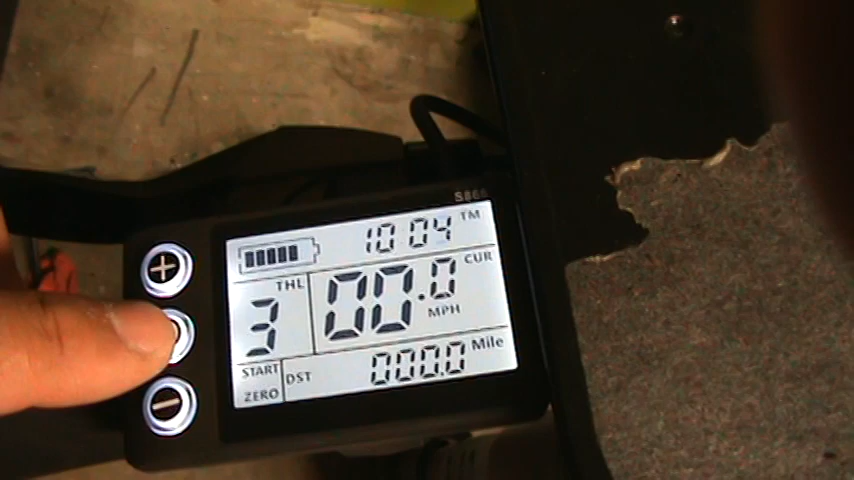 S866
10 04 TM
THL
3
00.0 CUR
MPH
START
ZERO
DST 000.0 Mile
+
-